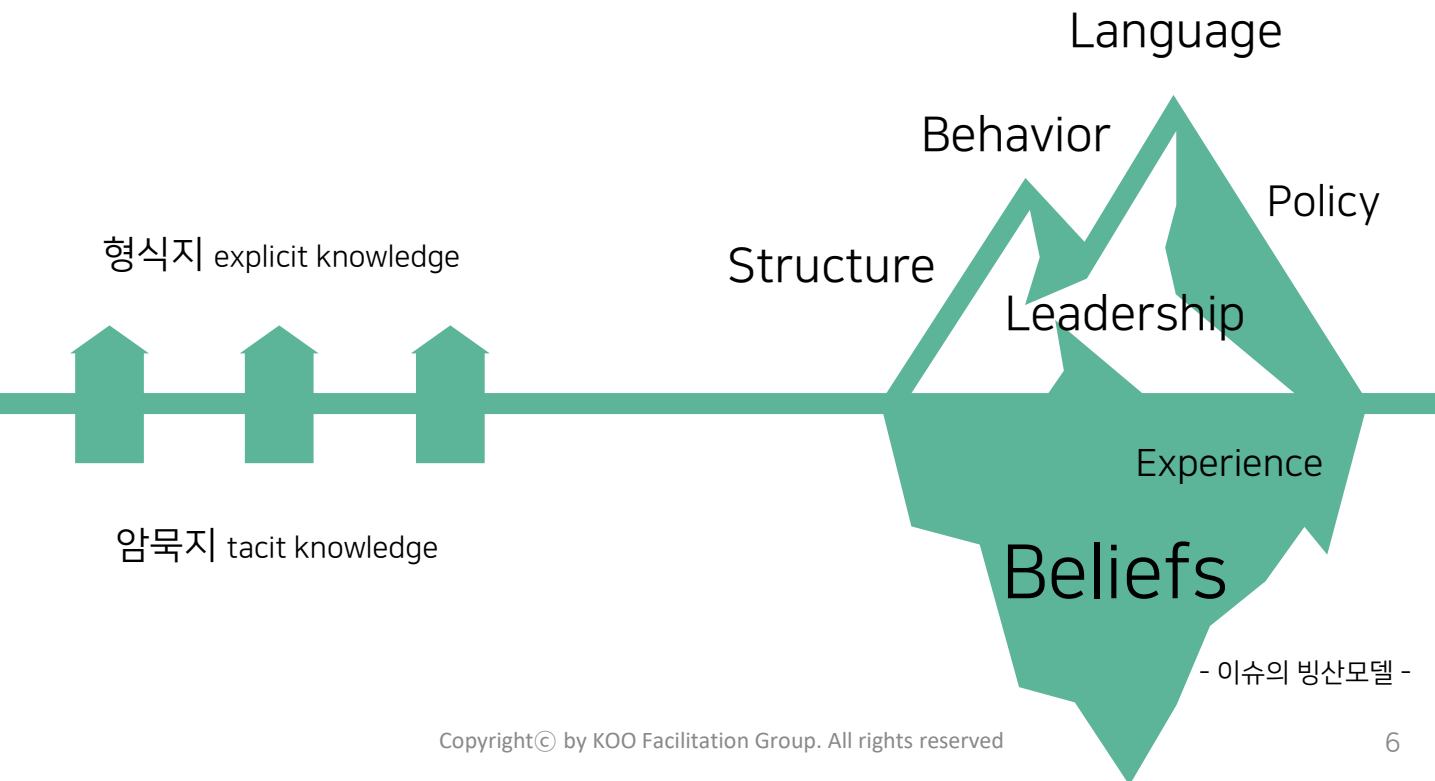 Language
Behavior
Policy
형식지 explicit knowledge
Structure
Leadership
Experience
암묵지 tacit knowledge
Beliefs
- 이슈의 빙산모델 -
Copyrightⓒ by KOO Facilitation Group. All rights reserved
6